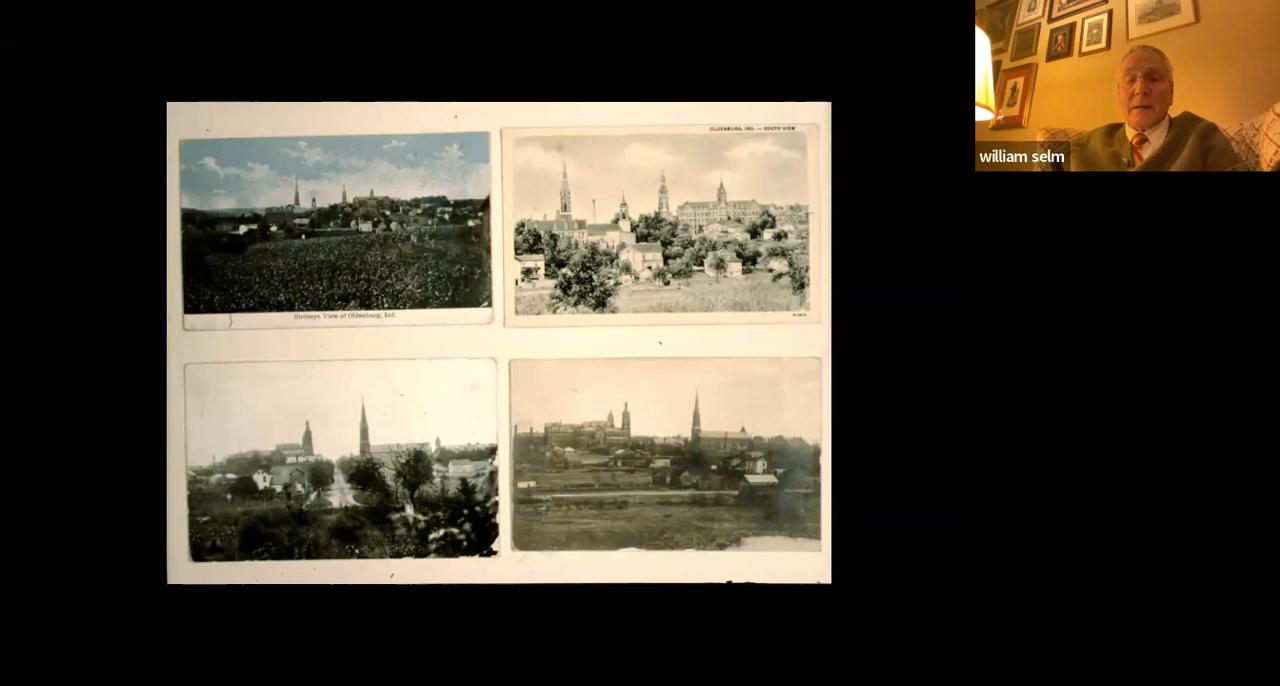 william selm
OLDENBURG, IND. — SOUTH VIEW
Birdseye View of Oldenburg, Ind.